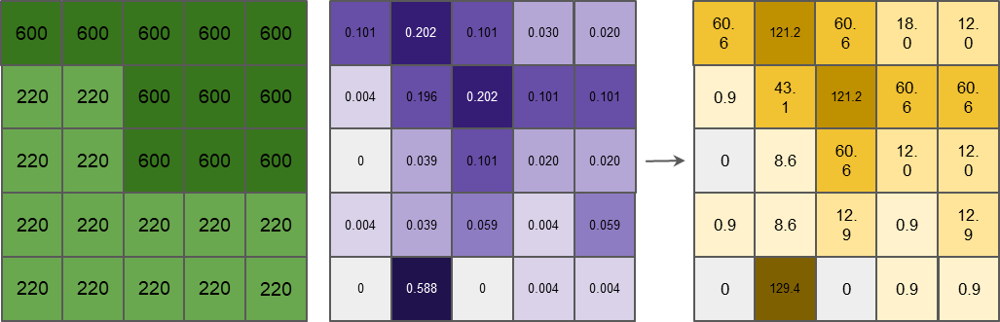 600 600 600 600 600
220 220 600 600 600
220 220 600 600 600
220 220 220 220 220
220 220 220 220 220
0.101 0.202 0.101 0.030 0.020
0.004 0.196 0.202 0.101 0.101
0 0.039 0.101 0.020 0.020
0.004 0.039 0.059 0.004 0.059
0 0.588 0 0.004 0.004
60.6 121.2 60.6 18.0 12.0
0.9 43.1 121.2 60.6 60.6
0 8.6 60.6 12.0 12.0
0.9 8.6 12.9 0.9 12.9
0 129.4 0 0.9 0.9